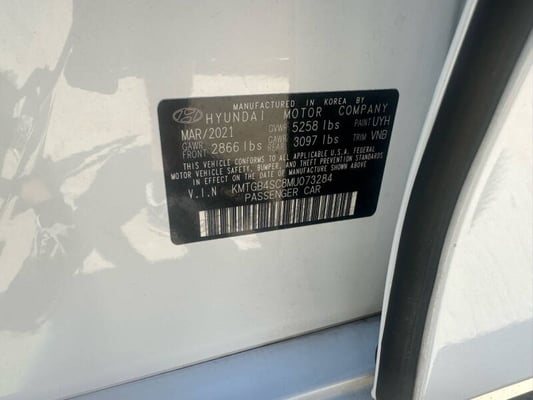 MANUFACTURED IN KOREA BY
HYUNDAI MOTOR COMPANY
MAR/2021 GVWR: 5258 lbs PAINT UYH
GAWR FRONT: 2866 lbs GAWR REAR: 3097 lbs TRIM VNB
THIS VEHICLE CONFORMS TO ALL APPLICABLE U.S.A. FEDERAL
MOTOR VEHICLE SAFETY, BUMPER, AND THEFT PREVENTION STANDARDS
IN EFFECT ON THE DATE OF MANUFACTURE SHOWN ABOVE.
V.I.N KMTGB4SC8MU073284
PASSENGER CAR